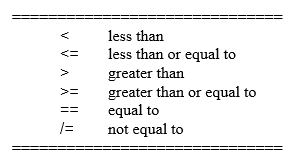 ==============================
< less than
<= less than or equal to
> greater than
>= greater than or equal to
== equal to
/= not equal to
==============================